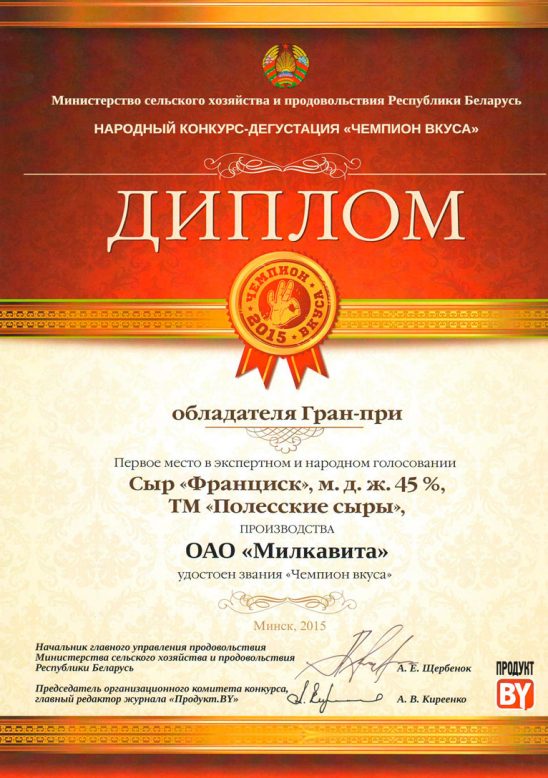 Министерство сельского хозяйства и продовольствия Республики Беларусь
НАРОДНЫЙ КОНКУРС-ДЕГУСТАЦИЯ «ЧЕМПИОН ВКУСА»
ДИПЛОМ
ЧЕМПИОН
ВКУСА
2015
обладателя Гран-при
Первое место в экспертном и народном голосовании
Сыр «Франциск», м. д. ж. 45 %,
ТМ «Полесские сыры»,
ПРОИЗВОДСТВА
ОАО «Милкавита»
удостоен звания «Чемпион вкуса»
Минск, 2015
Начальник главного управления продовольствия
Министерства сельского хозяйства и продовольствия
Республики Беларусь
А. Е. Щербенок
Председатель организационного комитета конкурса,
главный редактор журнала «Продукт.BY»
А. В. Киреенко
ПРОДУКТ
BY